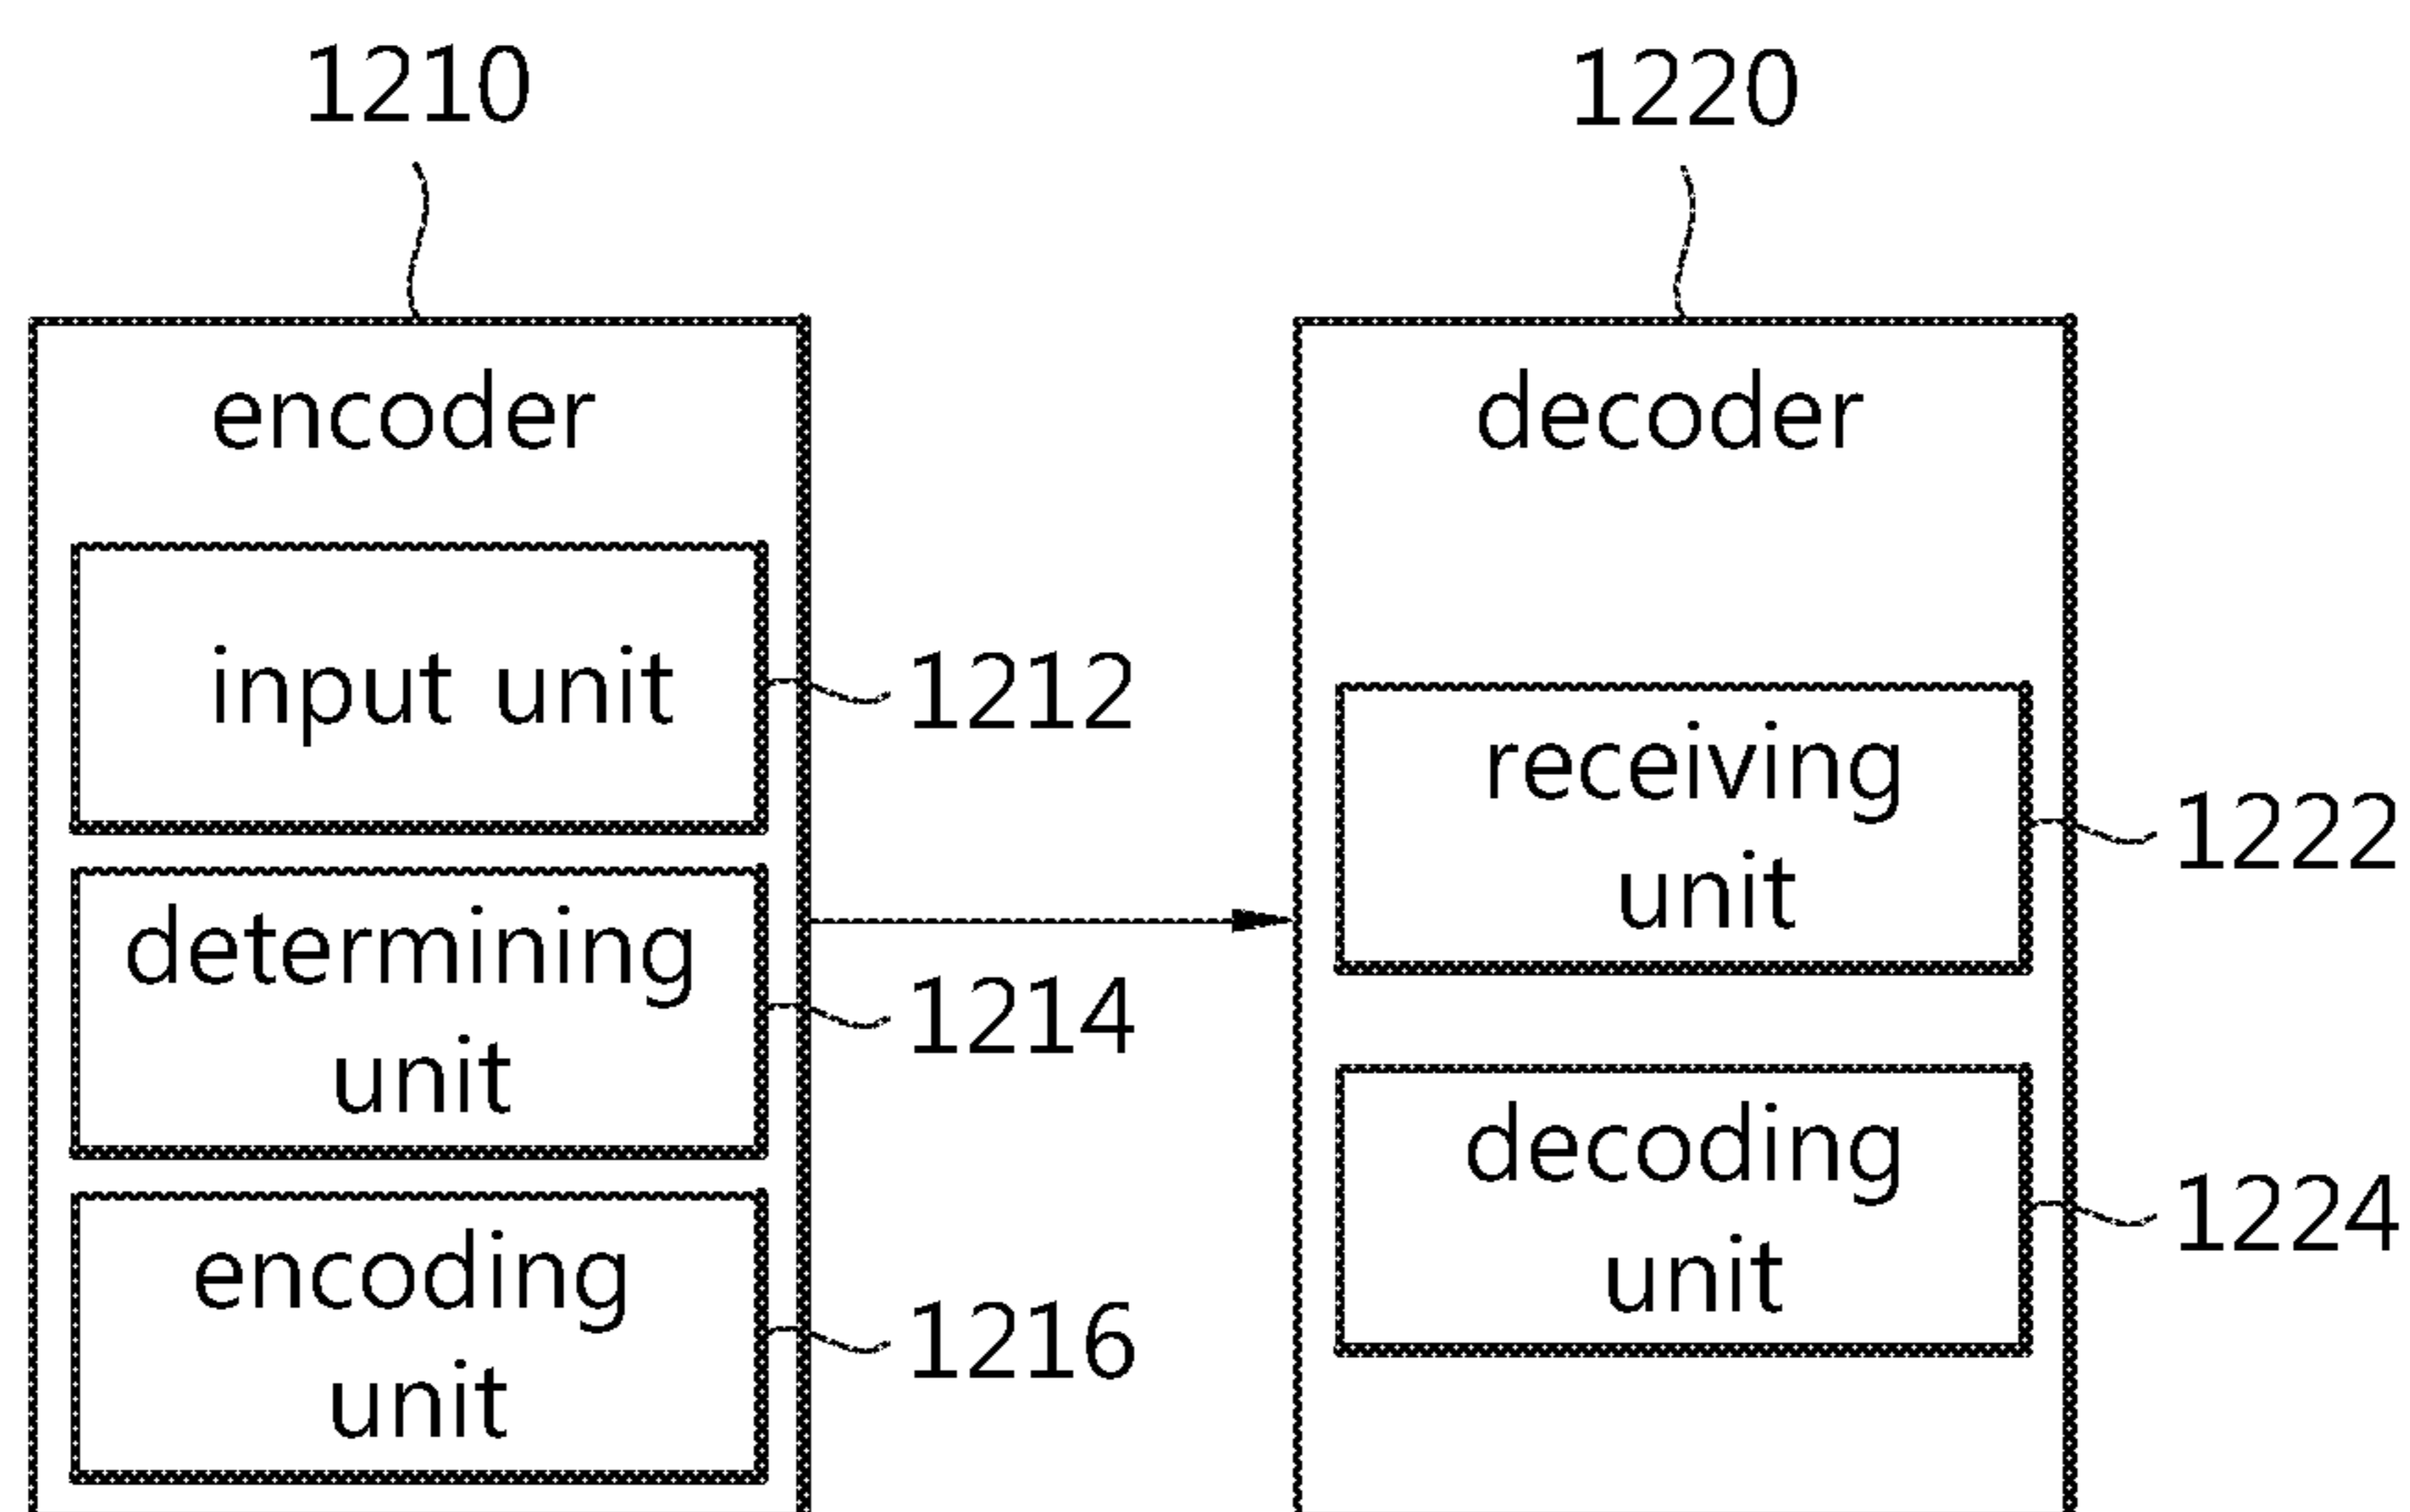 1210
encoder
input unit
1212
determining
unit
1214
encoding
unit
1216
1220
decoder
receiving
unit
1222
decoding
unit
1224